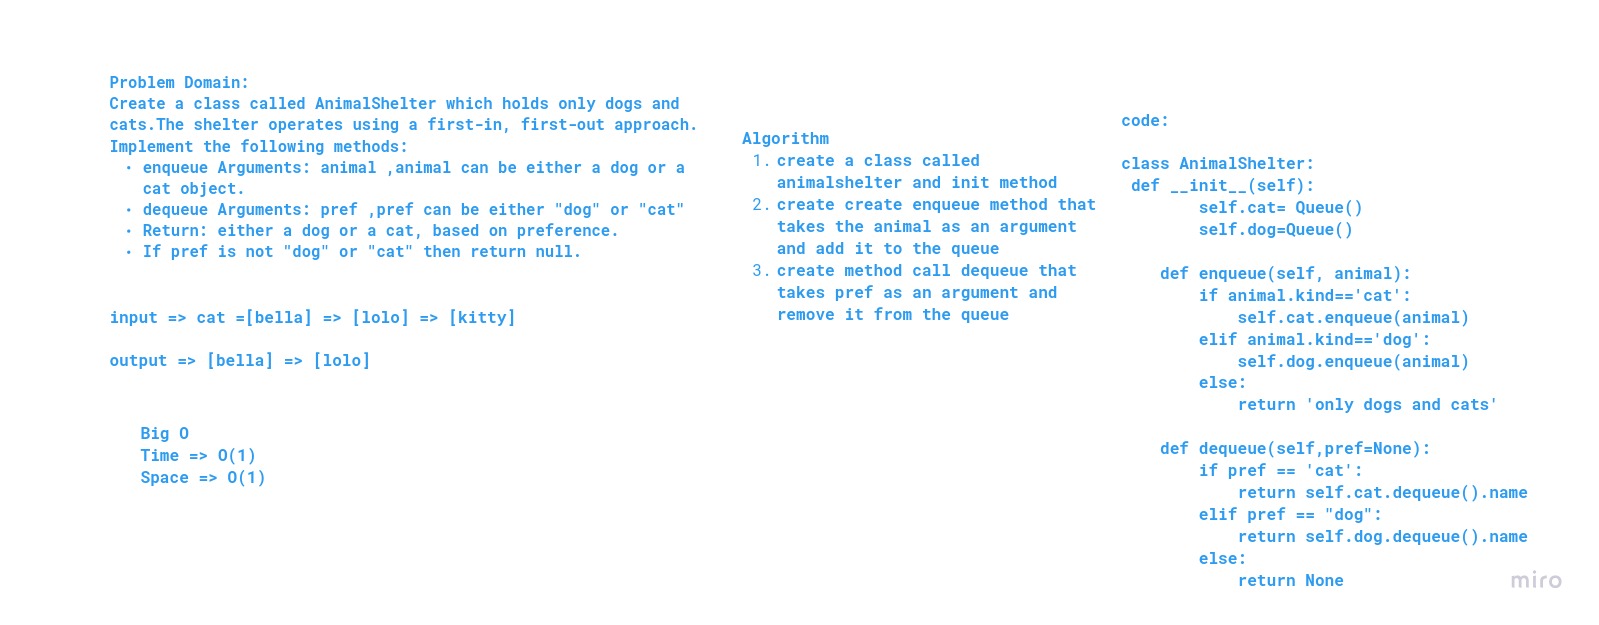 Problem Domain:
Create a class called AnimalShelter which holds only dogs and
cats.The shelter operates using a first-in, first-out approach.
Implement the following methods:
• enqueue Arguments: animal ,animal can be either a dog or a
cat object.
• dequeue Arguments: pref ,pref can be either "dog" or "cat"
• Return: either a dog or a cat, based on preference.
• If pref is not "dog" or "cat" then return null.
input => cat =[bella] => [lolo] => [kitty]
output => [bella] => [lolo]
Big O
Time => O(1)
Space => O(1)
Algorithm
1. create a class called
animalshelter and init method
2. create create enqueue method that
takes the animal as an argument
and add it to the queue
3. create method call dequeue that
takes pref as an argument and
remove it from the queue
code:
class AnimalShelter:
def __init__(self):
self.cat= Queue()
self.dog=Queue()
def enqueue(self, animal):
if animal.kind=='cat':
self.cat.enqueue(animal)
elif animal.kind=='dog':
self.dog.enqueue(animal)
else:
return 'only dogs and cats'
def dequeue(self,pref=None):
if pref == 'cat':
return self.cat.dequeue().name
elif pref == "dog":
return self.dog.dequeue().name
else:
return None
miro